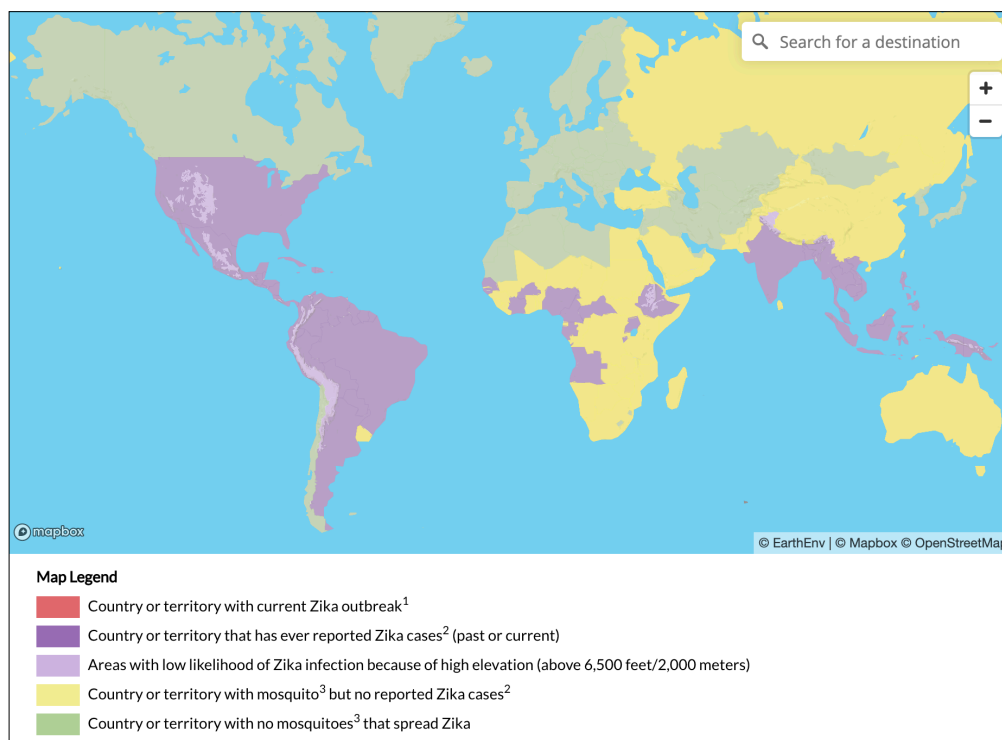 Search for a destination
+
−
mapbox
© EarthEnv | © Mapbox © OpenStreetMap
Map Legend
Country or territory with current Zika outbreak1
Country or territory that has ever reported Zika cases2 (past or current)
Areas with low likelihood of Zika infection because of high elevation (above 6,500 feet/2,000 meters)
Country or territory with mosquito3 but no reported Zika cases2
Country or territory with no mosquitoes3 that spread Zika